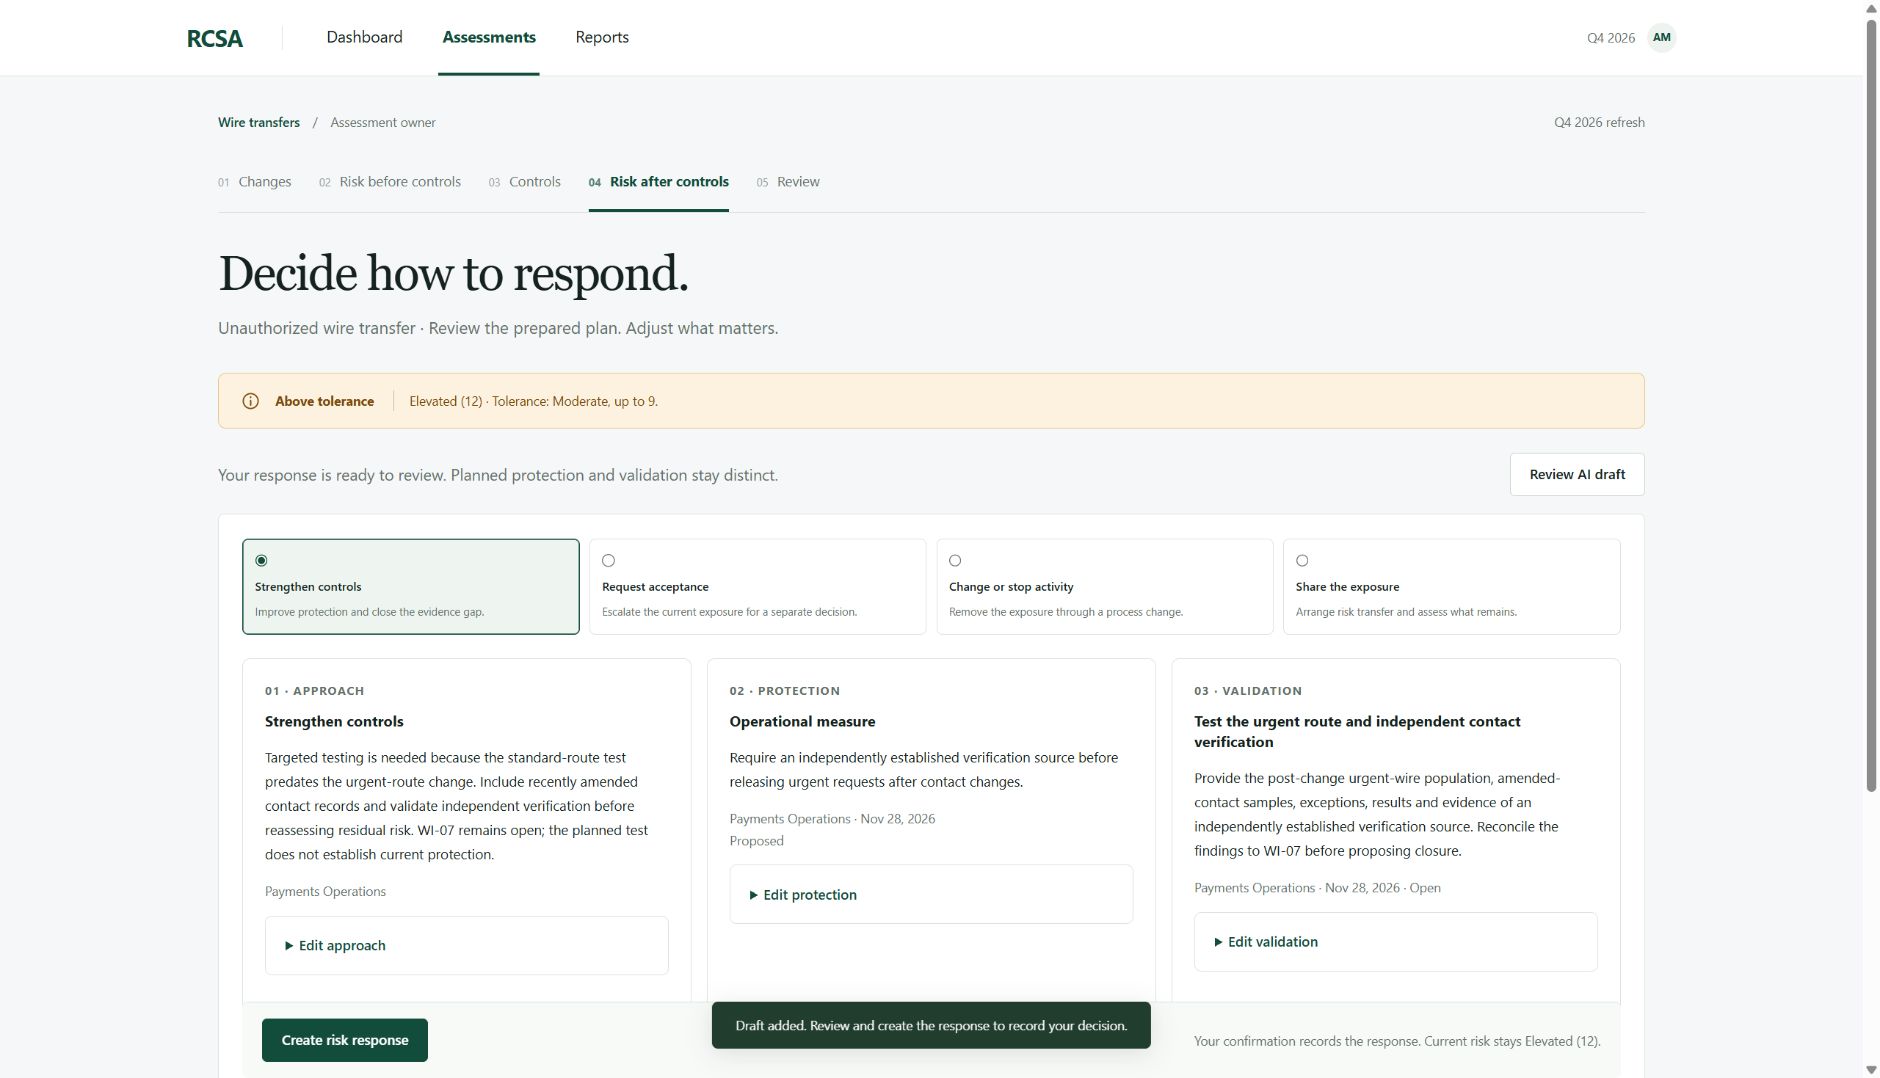 RCSA
Dashboard
Assessments
Reports
Q4 2026
AM
Wire transfers / Assessment owner
Q4 2026 refresh
01 Changes
02 Risk before controls
03 Controls
04 Risk after controls
05 Review
Decide how to respond.
Unauthorized wire transfer · Review the prepared plan. Adjust what matters.
Above tolerance
Elevated (12) · Tolerance: Moderate, up to 9.
Your response is ready to review. Planned protection and validation stay distinct.
Review AI draft
Strengthen controls
Improve protection and close the evidence gap.
Request acceptance
Escalate the current exposure for a separate decision.
Change or stop activity
Remove the exposure through a process change.
Share the exposure
Arrange risk transfer and assess what remains.
01 · APPROACH
Strengthen controls
Targeted testing is needed because the standard-route test
predates the urgent-route change. Include recently amended
contact records and validate independent verification before
reassessing residual risk. WI-07 remains open; the planned test
does not establish current protection.
Payments Operations
Edit approach
02 · PROTECTION
Operational measure
Require an independently established verification source before
releasing urgent requests after contact changes.
Payments Operations · Nov 28, 2026
Proposed
Edit protection
03 · VALIDATION
Test the urgent route and independent contact
verification
Provide the post-change urgent-wire population, amended-
contact samples, exceptions, results and evidence of an
independently established verification source. Reconcile the
findings to WI-07 before proposing closure.
Payments Operations · Nov 28, 2026 · Open
Edit validation
Create risk response
Draft added. Review and create the response to record your decision.
Your confirmation records the response. Current risk stays Elevated (12).